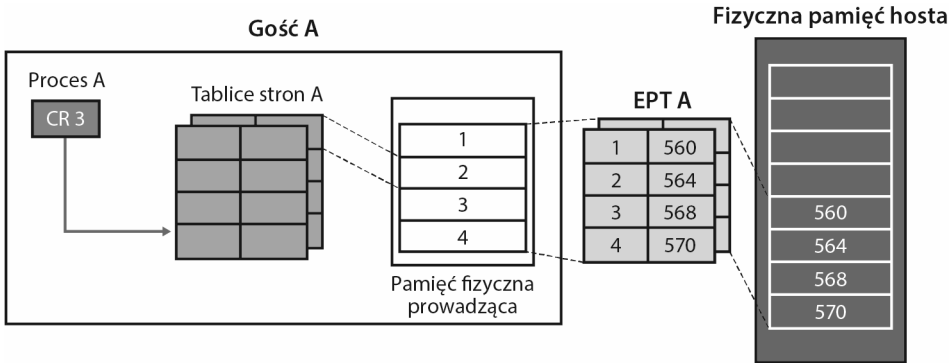 Fizyczna pamięć hosta
Gość A
Proces A
CR 3
Tablice stron A
1
2
3
4
Pamięć fizyczna
prowadząca
EPT A
1 560
2 564
3 568
4 570
560
564
568
570